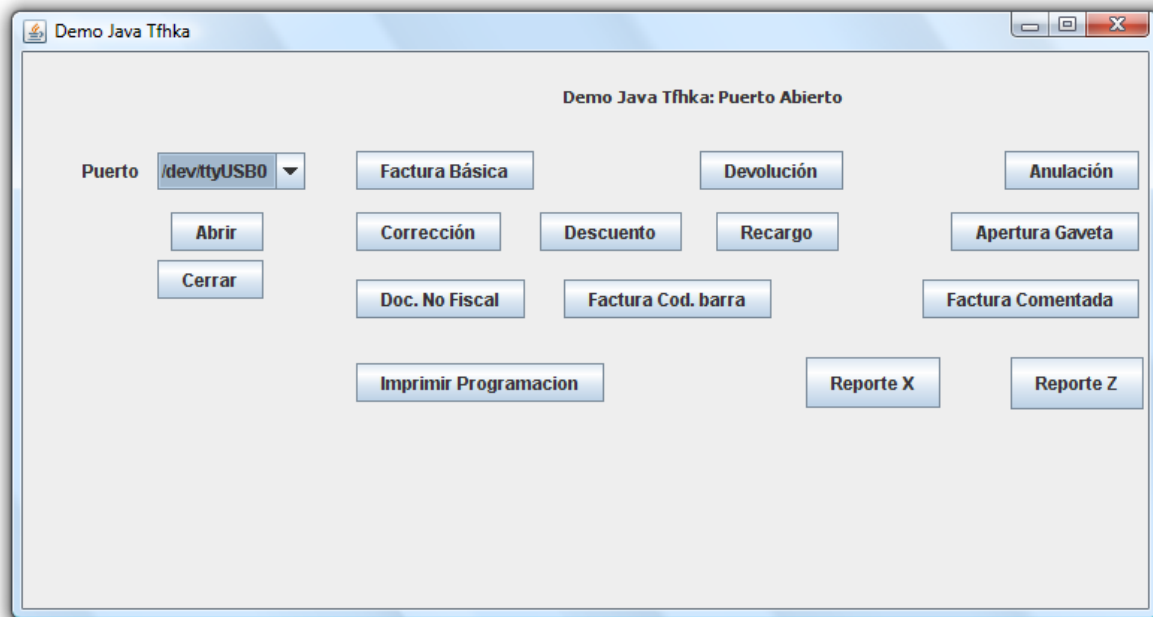 Demo Java Tfhka
Demo Java Tfhka: Puerto Abierto
Puerto /dev/ttyUSB0 Factura Básica Devolución Anulación
Abrir Corrección Descuento Recargo Apertura Gaveta
Cerrar
Doc. No Fiscal Factura Cod. barra Factura Comentada
Imprimir Programacion Reporte X Reporte Z